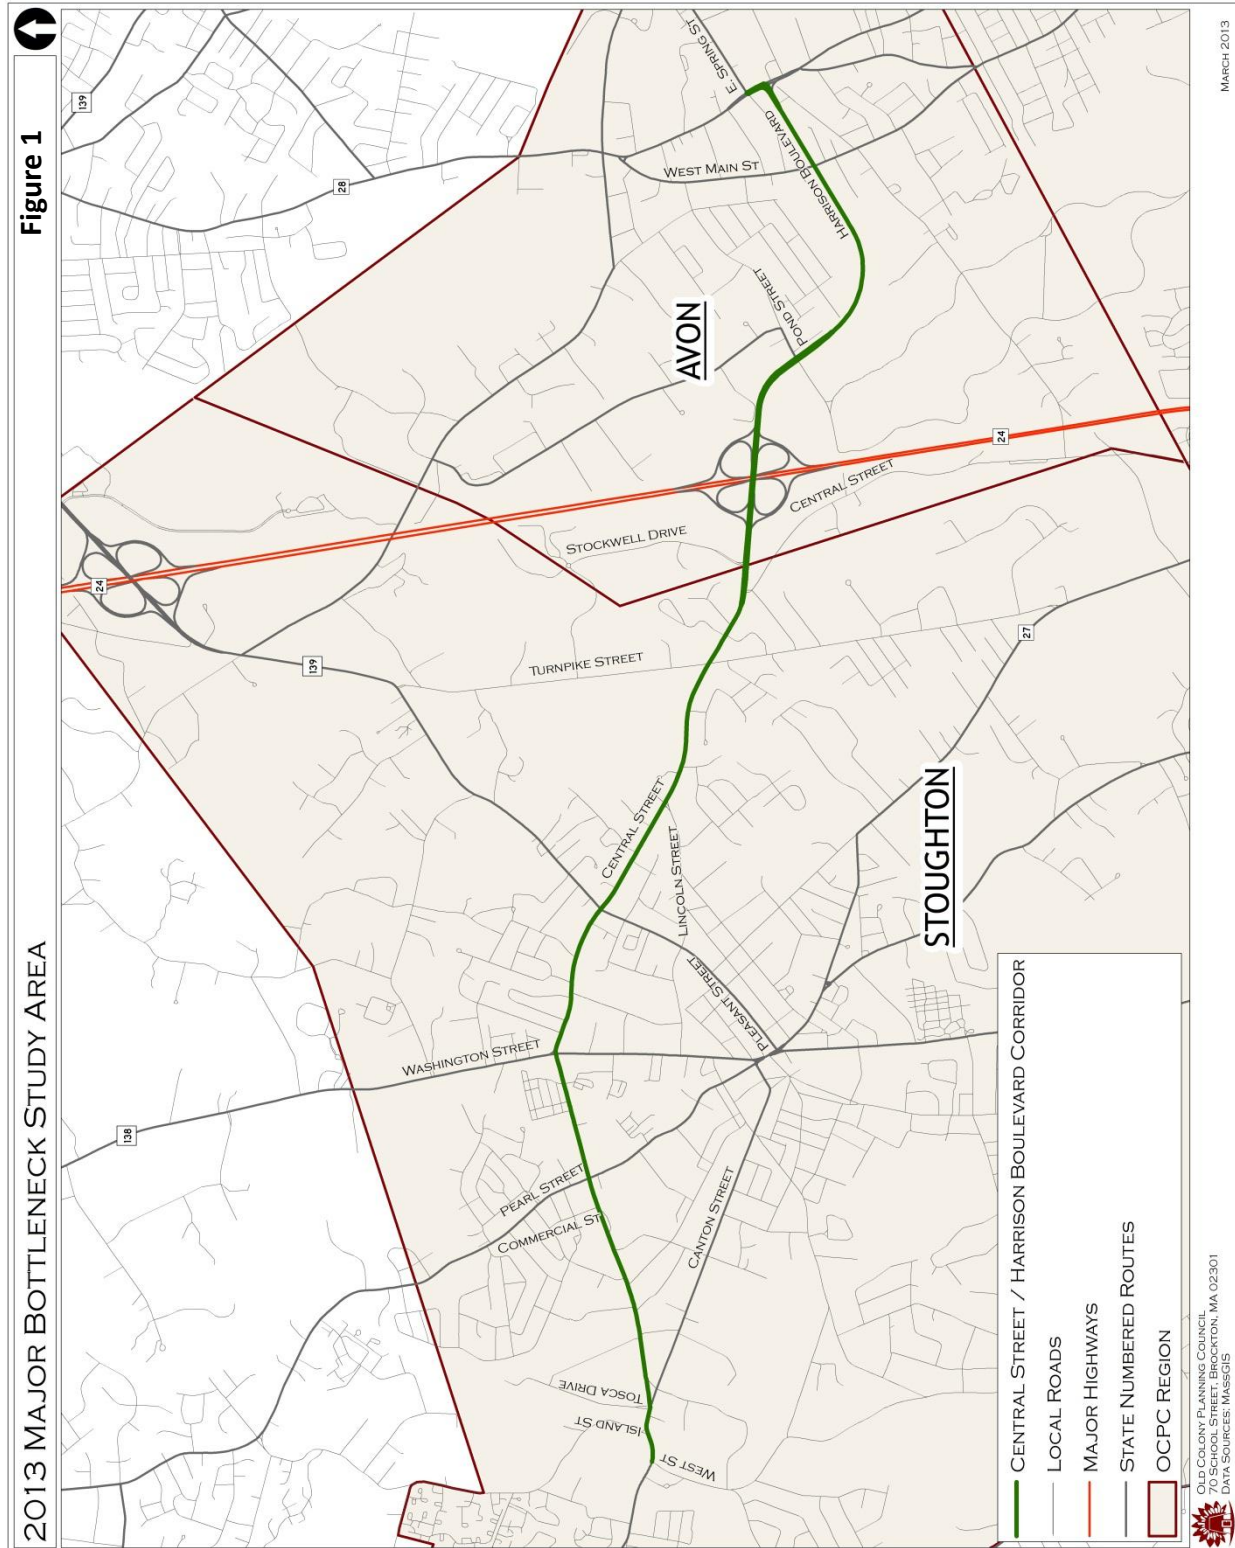 2013 MAJOR BOTTLENECK STUDY AREA
Figure 1
139
28
138
24
139
E. SPRING ST
WEST MAIN ST
HARRISON BOULEVARD
HARRISON BOULEVARD
POND STREET
AVON
STOCKWELL DRIVE
CENTRAL STREET
24
TURNPIKE STREET
27
CENTRAL STREET
LINCOLN STREET
STOUGHTON
PLEASANT STREET
WASHINGTON STREET
PEARL STREET
COMMERCIAL ST
CANTON STREET
TOSCA DRIVE
ISLAND ST
WEST ST
CENTRAL STREET / HARRISON BOULEVARD CORRIDOR
LOCAL ROADS
MAJOR HIGHWAYS
STATE NUMBERED ROUTES
OCPC REGION
OLD COLONY PLANNING COUNCIL
70 SCHOOL STREET, BROCKTON, MA 02301
DATA SOURCES: MASSGIS
MARCH 2013